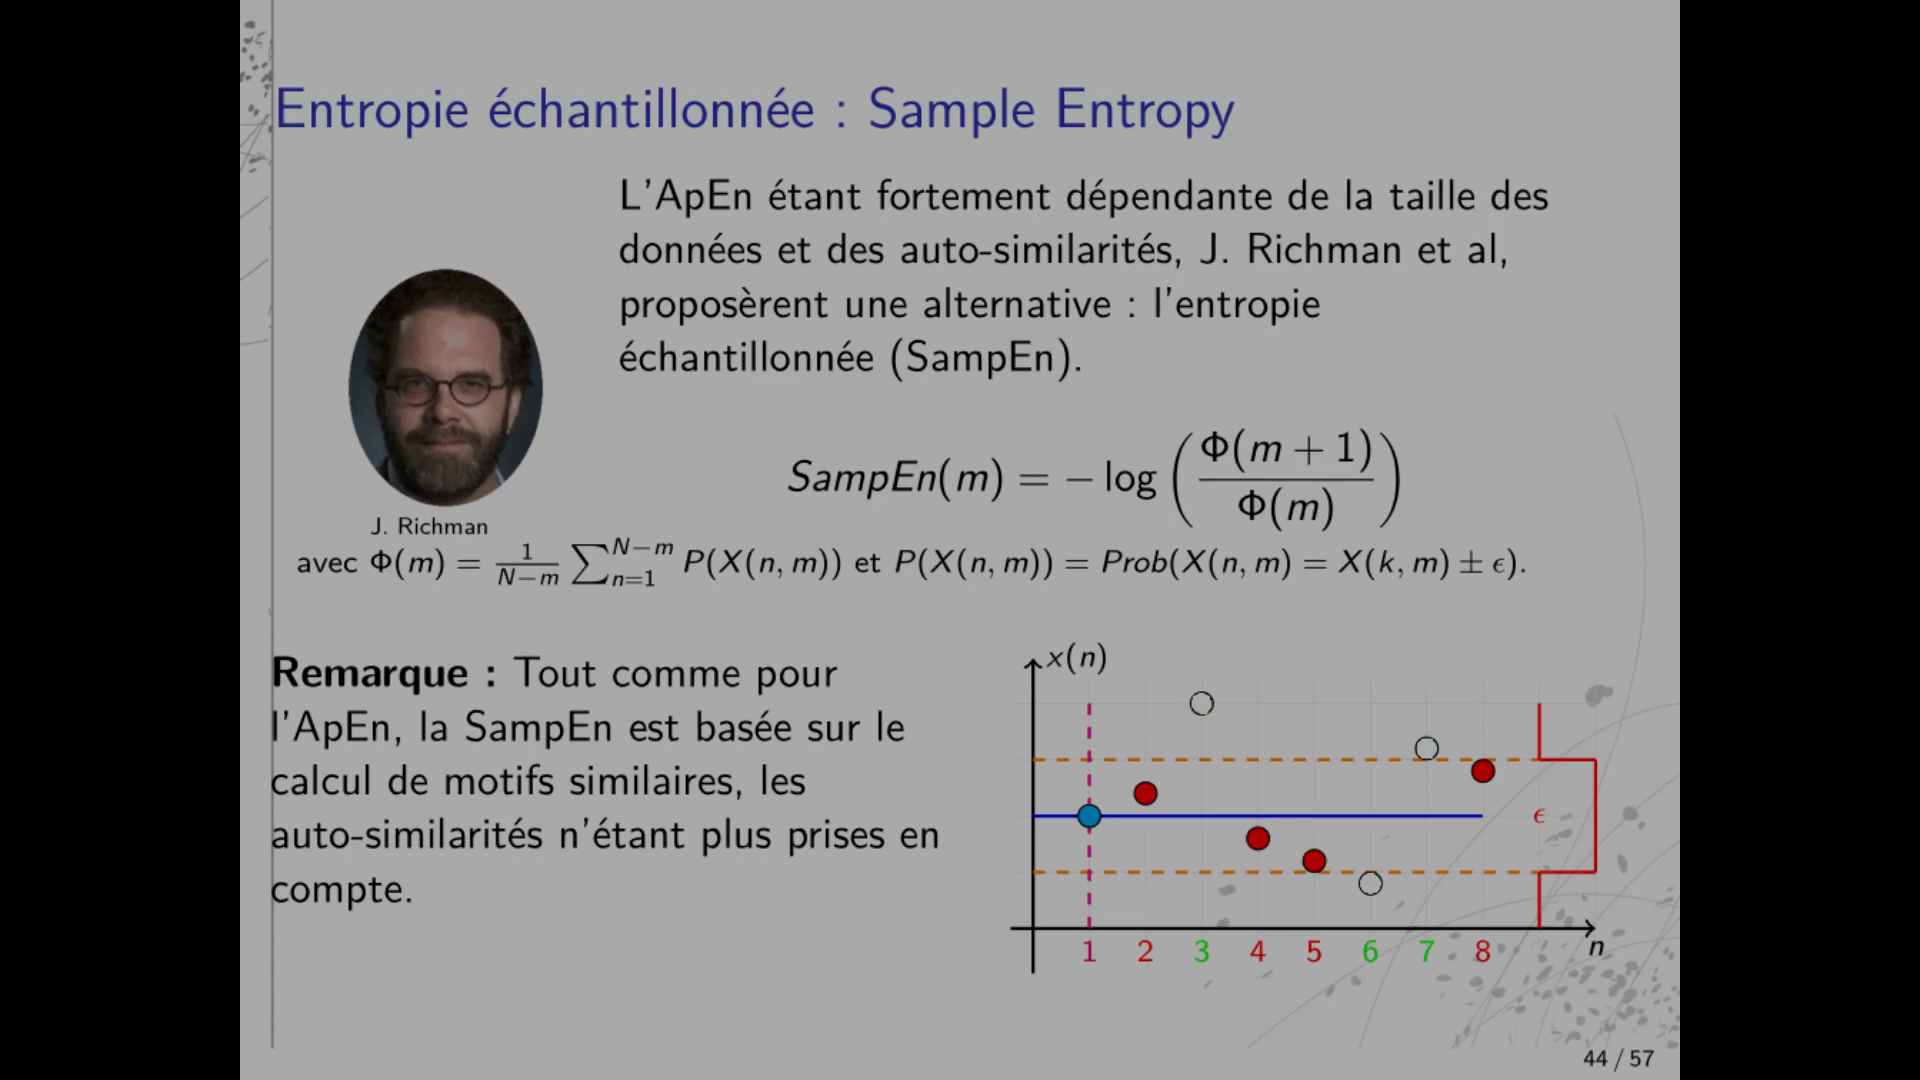 Entropie échantillonnée : Sample Entropy
L'ApEn étant fortement dépendante de la taille des
données et des auto-similarités, J. Richman et al,
proposèrent une alternative : l'entropie
échantillonnée (SampEn).
J. Richman
SampEn(m) = − log ( Φ(m + 1) / Φ(m) )
avec Φ(m) = 1/(N−m) ∑_{n=1}^{N−m} P(X(n, m)) et P(X(n, m)) = Prob(X(n, m) = X(k, m) ± ϵ).
Remarque : Tout comme pour
l'ApEn, la SampEn est basée sur le
calcul de motifs similaires, les
auto-similarités n'étant plus prises en
compte.
x(n)
ϵ
1 2 3 4 5 6 7 8 n
44 / 57